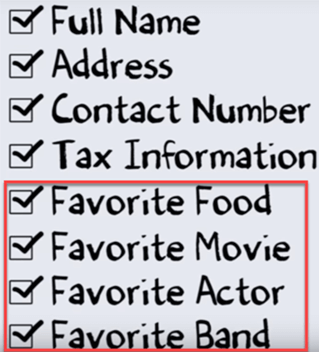 Full Name
Address
Contact Number
Tax Information
Favorite Food
Favorite Movie
Favorite Actor
Favorite Band